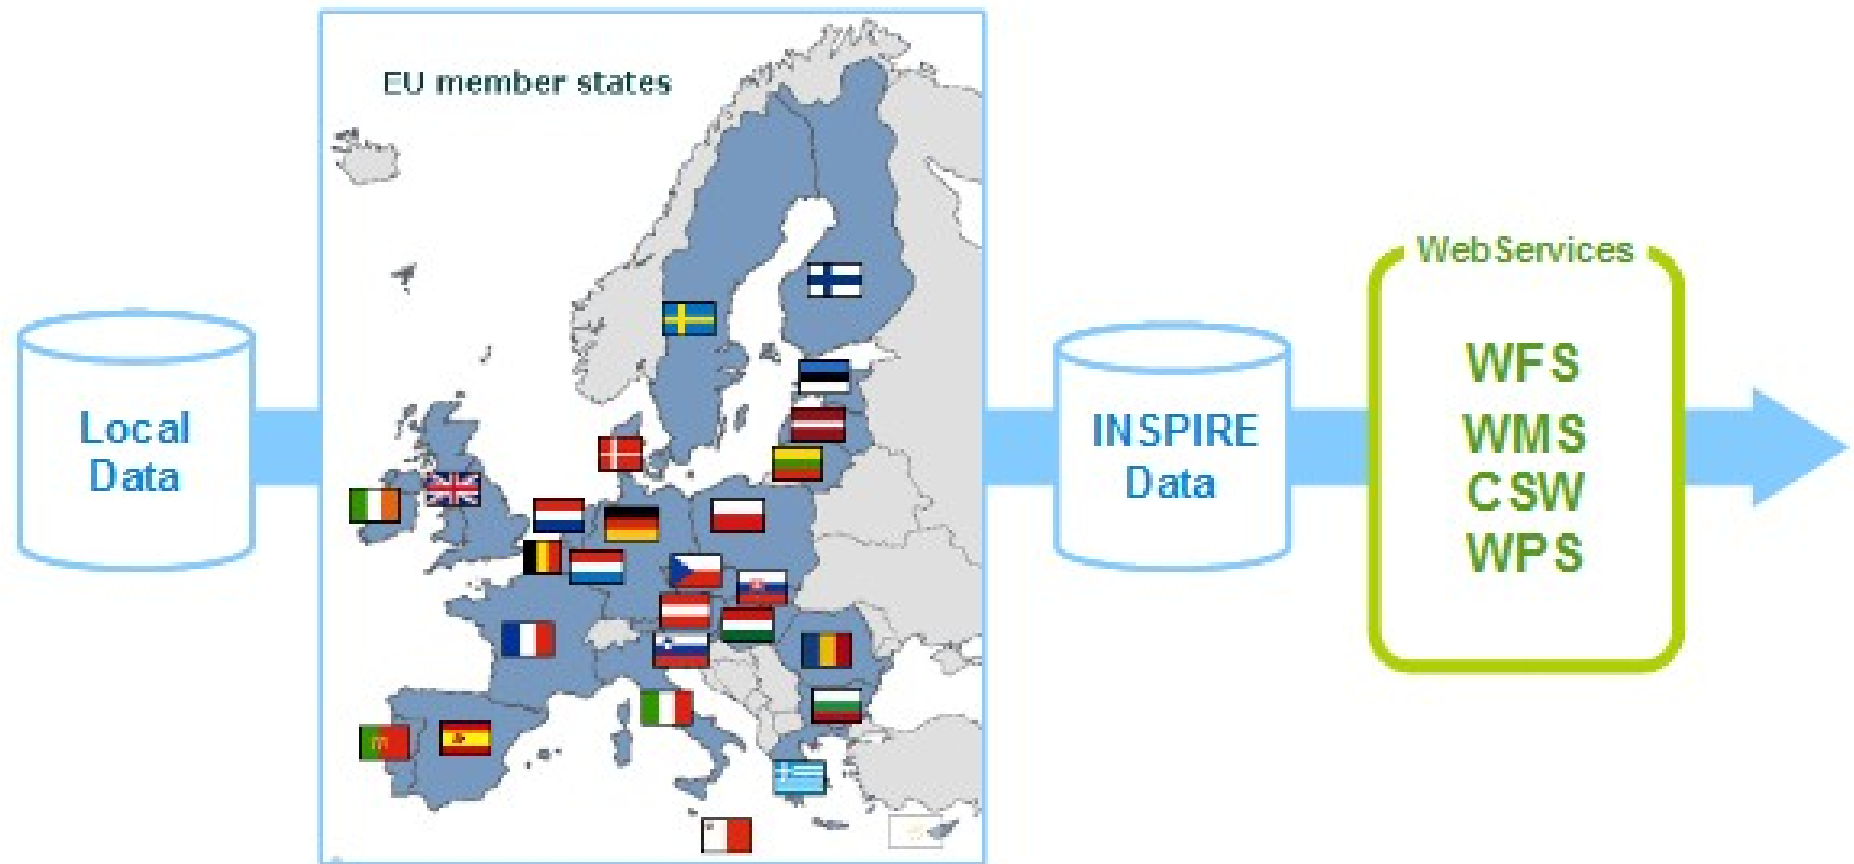 EU member states
Local
Data
INSPIRE
Data
WebServices
WFS
WMS
CSW
WPS